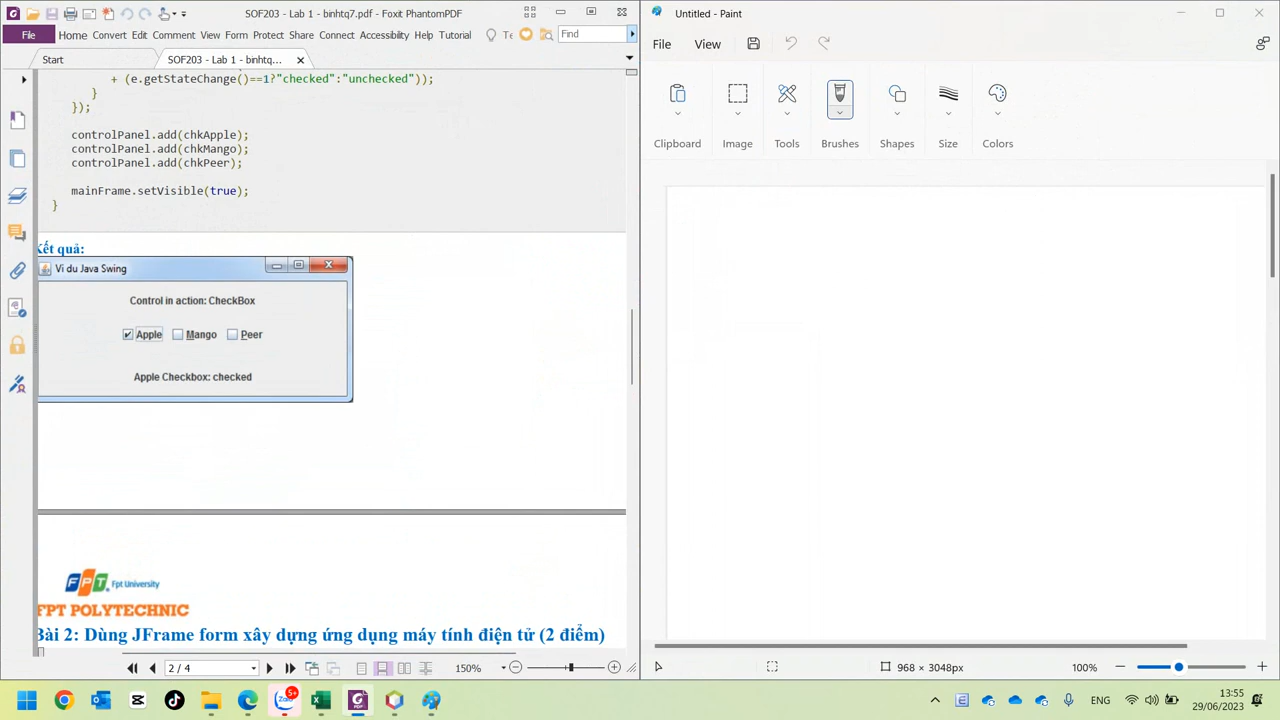 SOF203 - Lab 1 - binhtq7.pdf - Foxit PhantomPDF
File Home Convert Edit Comment View Form Protect Share Connect Accessibility Help Tutorial Te Find
Start SOF203 - Lab 1 - binhtq...
+ (e.getStateChange()==1?"checked":"unchecked"));
}
});
controlPanel.add(chkApple);
controlPanel.add(chkMango);
controlPanel.add(chkPeer);
mainFrame.setVisible(true);
}
Kết quả:
Vi du Java Swing
Control in action: CheckBox
Apple Mango Peer
Apple Checkbox: checked
FPT Fpt University
FPT POLYTECHNIC
Bài 2: Dùng JFrame form xây dựng ứng dụng máy tính điện tử (2 điểm)
2 / 4 150%
Untitled - Paint
File View
Clipboard Image Tools Brushes Shapes Size Colors
968 × 3048px 100%
Zalo 5+ ENG 13:55
29/06/2023